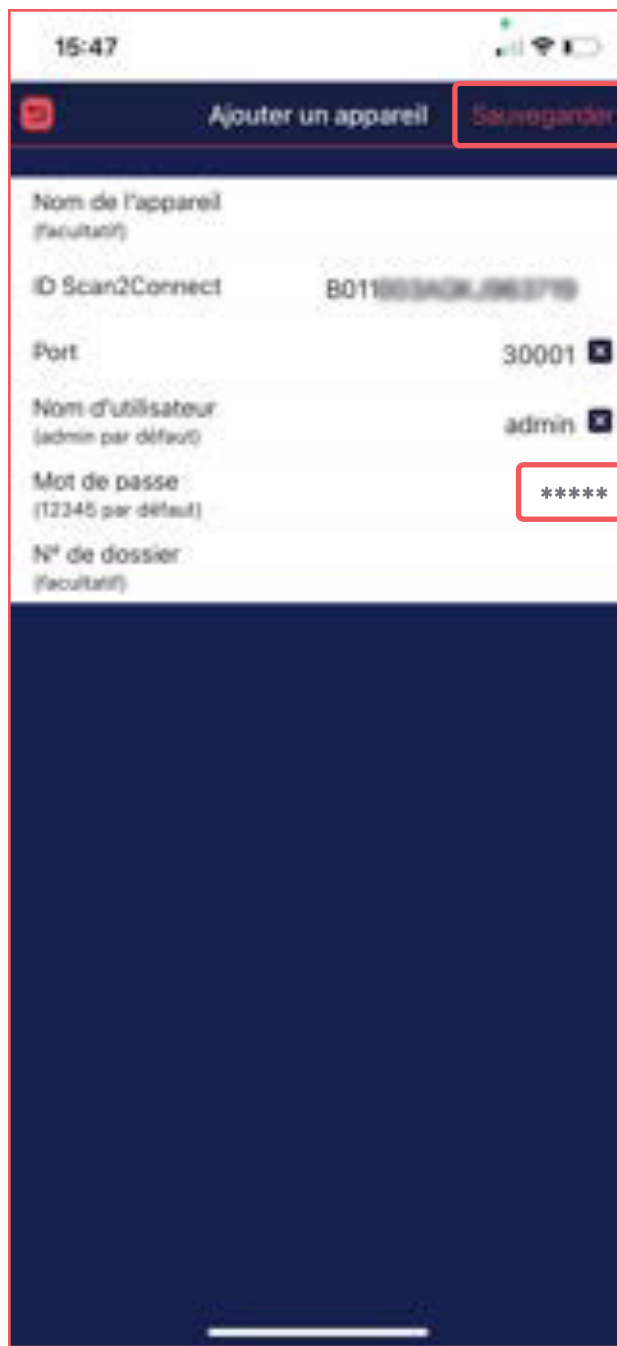 15:47
Ajouter un appareil Sauvegarder
Nom de l'appareil
(facultatif)
ID Scan2Connect B011
Port 30001
Nom d'utilisateur
(admin par défaut) admin
Mot de passe
(12345 par défaut) *****
N° de dossier
(facultatif)